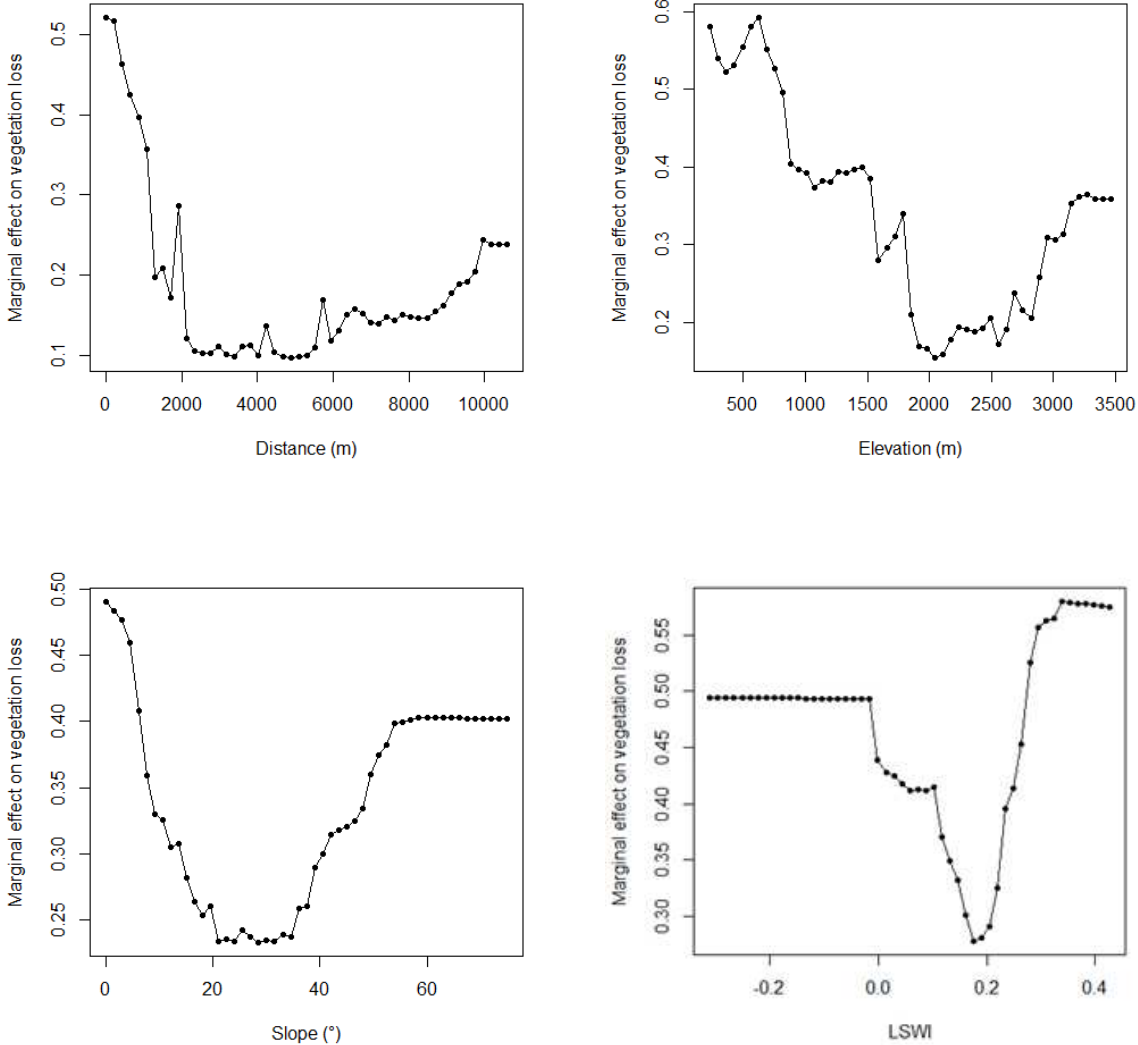 Marginal effect on vegetation loss
0.5
0.4
0.3
0.2
0.1
0 2000 4000 6000 8000 10000
Distance (m)
Marginal effect on vegetation loss
0.6
0.5
0.4
0.3
0.2
500 1000 1500 2000 2500 3000 3500
Elevation (m)
Marginal effect on vegetation loss
0.50
0.45
0.40
0.35
0.30
0.25
0 20 40 60
Slope (°)
Marginal effect on vegetation loss
0.55
0.50
0.45
0.40
0.35
0.30
-0.2 0.0 0.2 0.4
LSWI